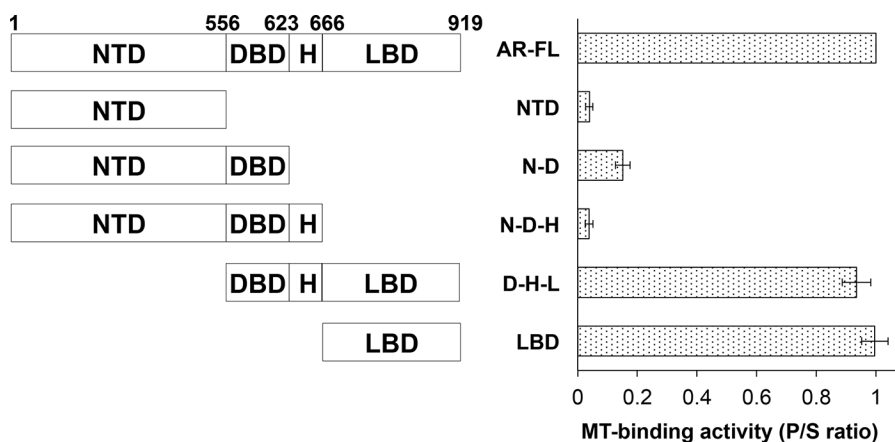 1 556 623 666 919
NTD DBD H LBD AR-FL
NTD NTD
NTD DBD N-D
NTD DBD H N-D-H
DBD H LBD D-H-L
LBD LBD
0 0.2 0.4 0.6 0.8 1
MT-binding activity (P/S ratio)